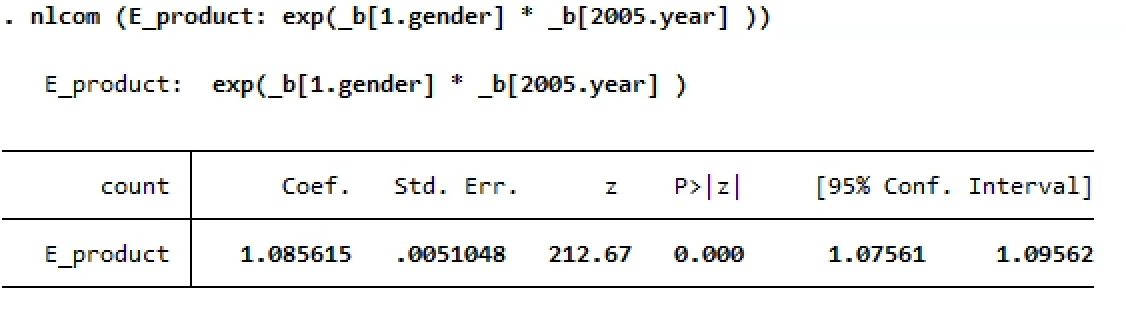 . nlcom (E_product: exp(_b[1.gender] * _b[2005.year] ))
E_product: exp(_b[1.gender] * _b[2005.year] )
count Coef. Std. Err. z P>|z| [95% Conf. Interval]
E_product 1.085615 .0051048 212.67 0.000 1.07561 1.09562